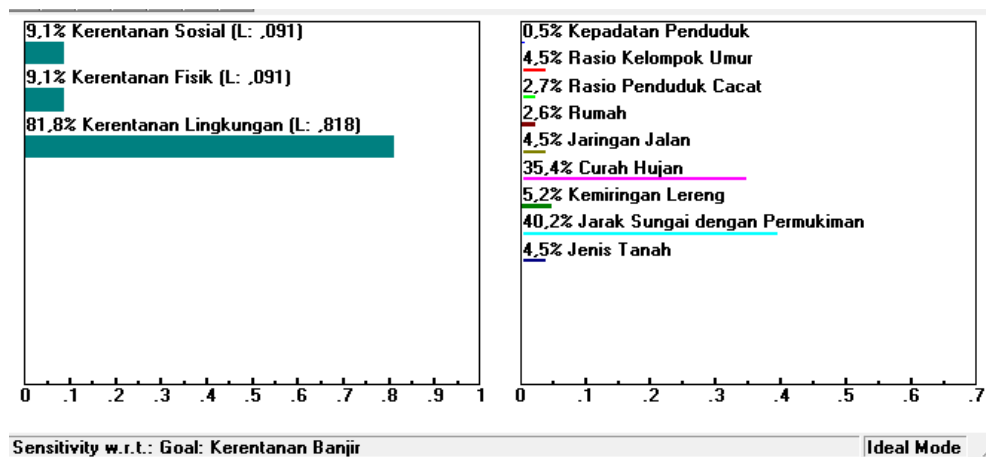 9,1% Kerentanan Sosial (L: ,091)
9,1% Kerentanan Fisik (L: ,091)
81,8% Kerentanan Lingkungan (L: ,818)
0 .1 .2 .3 .4 .5 .6 .7 .8 .9 1
0,5% Kepadatan Penduduk
4,5% Rasio Kelompok Umur
2,7% Rasio Penduduk Cacat
2,6% Rumah
4,5% Jaringan Jalan
35,4% Curah Hujan
5,2% Kemiringan Lereng
40,2% Jarak Sungai dengan Permukiman
4,5% Jenis Tanah
0 .1 .2 .3 .4 .5 .6 .7
Sensitivity w.r.t.: Goal: Kerentanan Banjir
Ideal Mode